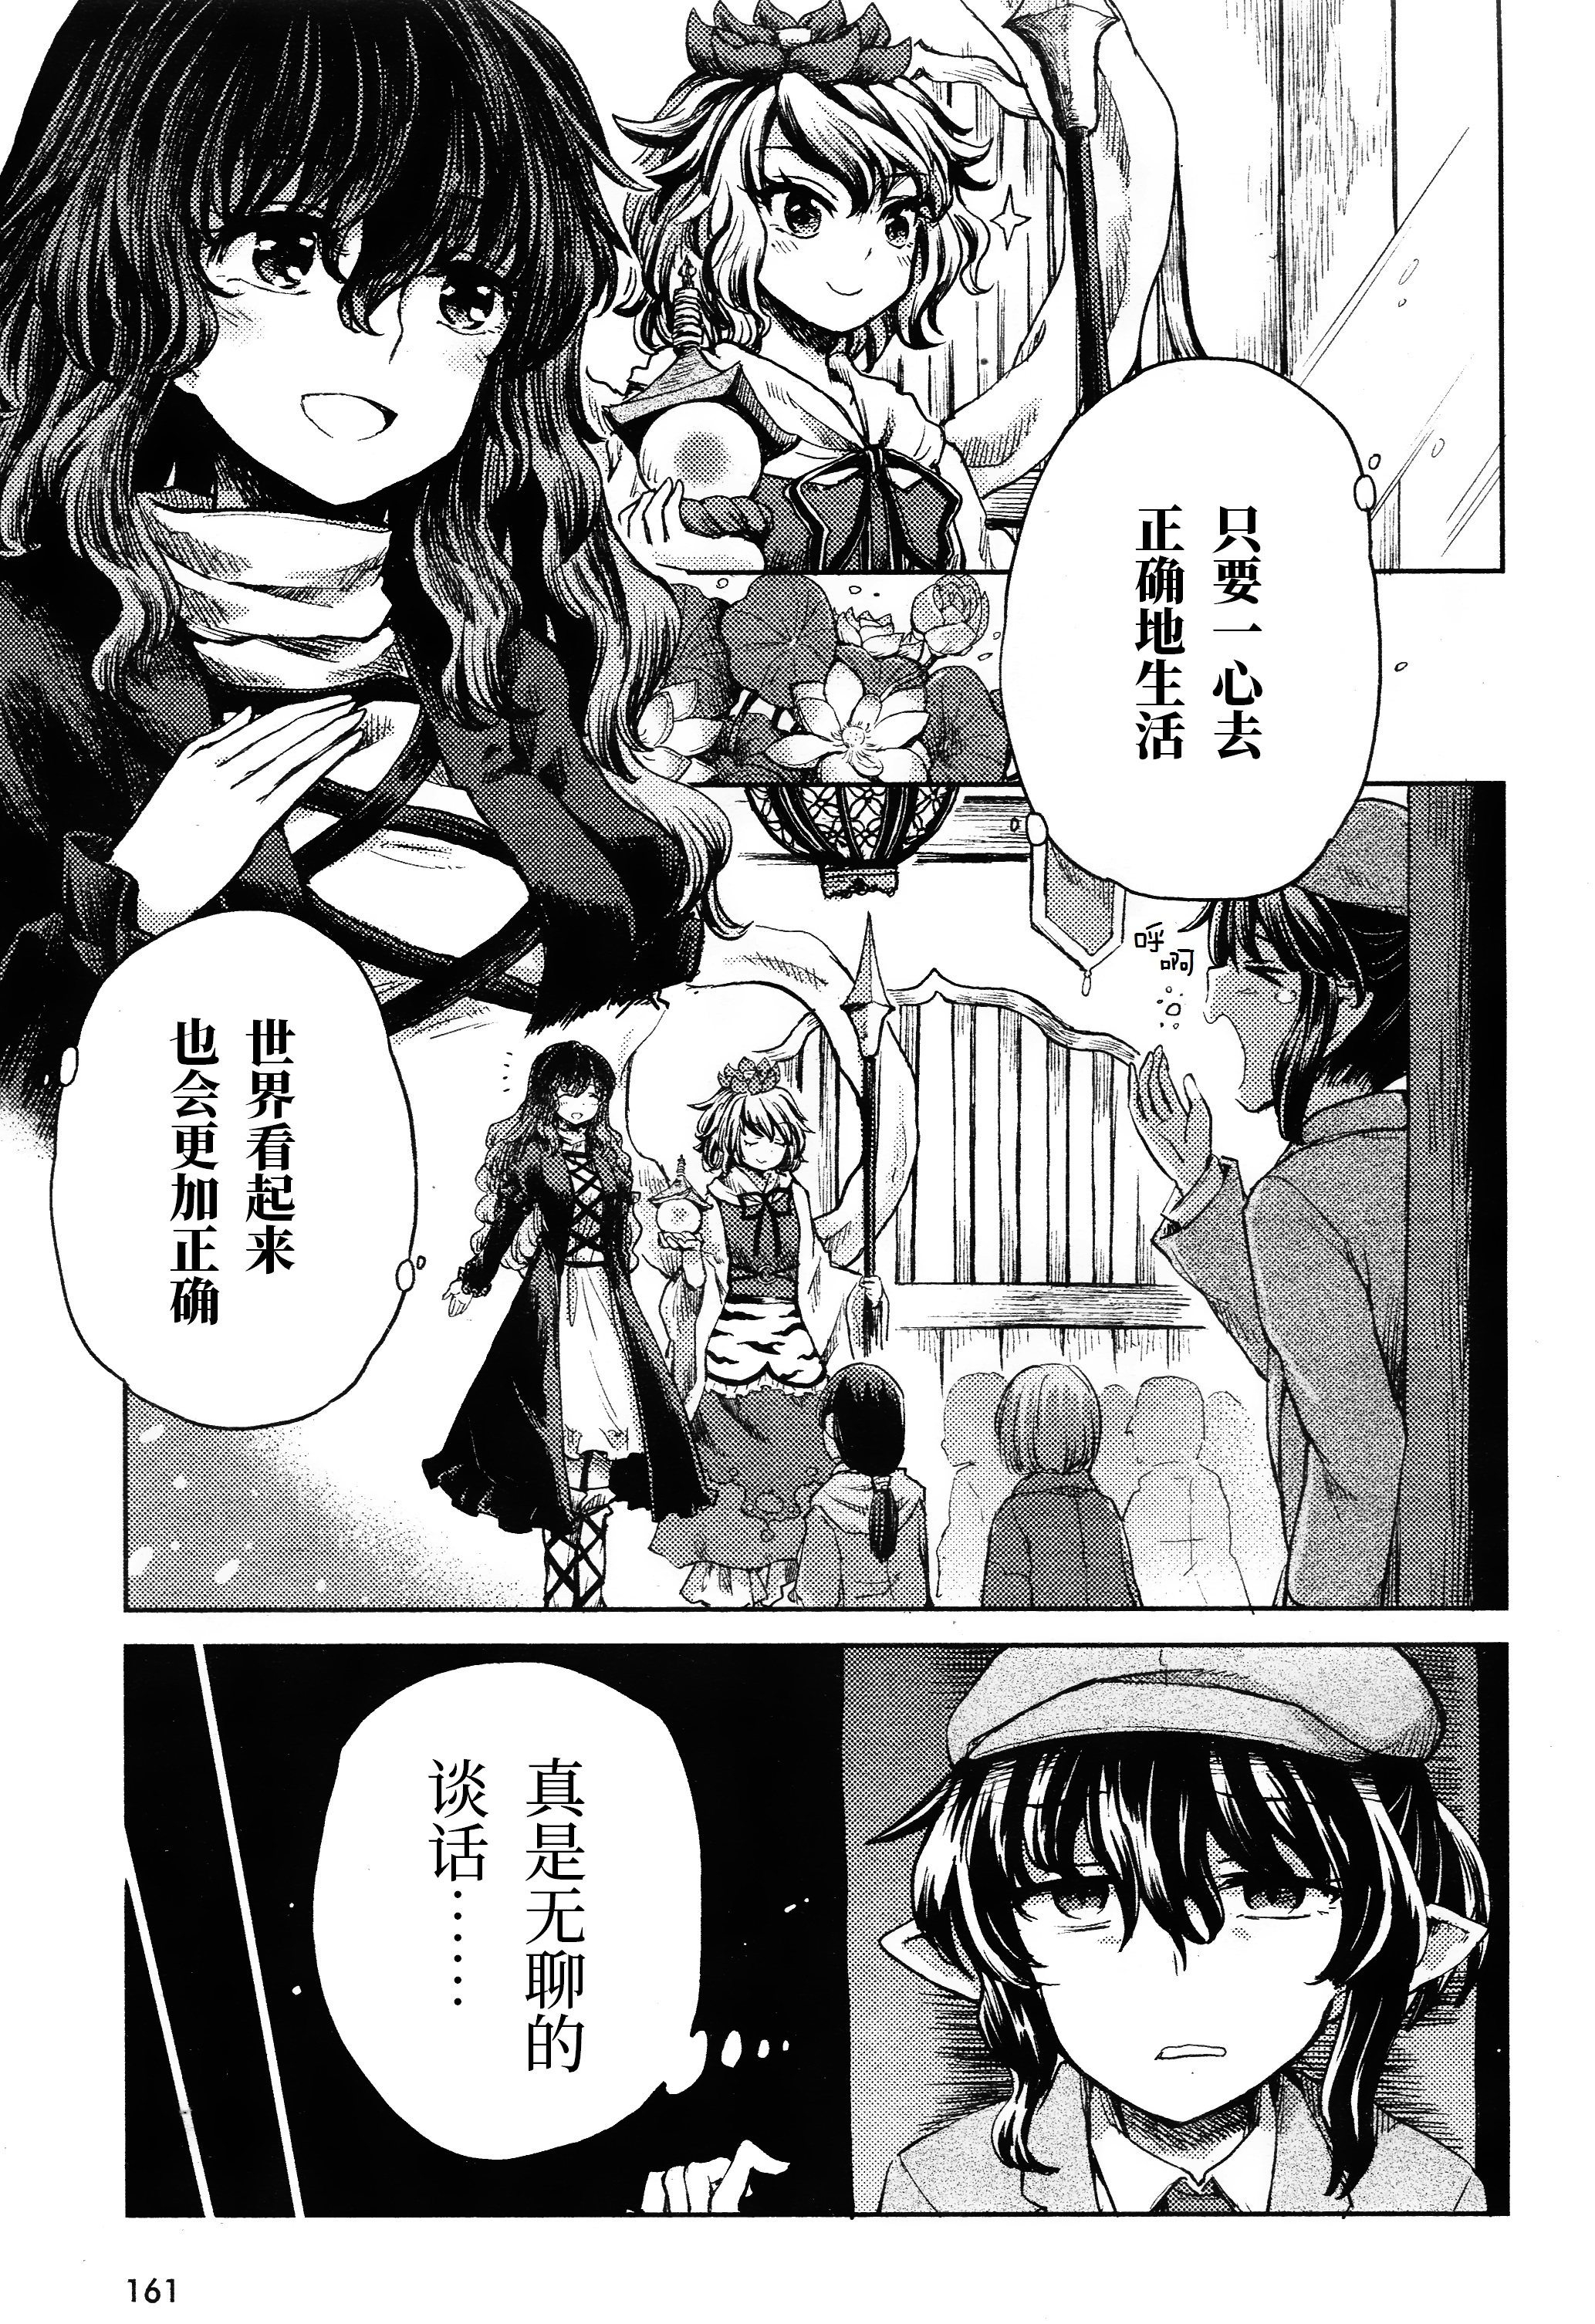 只要一心去
正确地生活
呼
啊
世界看起来
也会更加正确
真是无聊的
谈话……
161